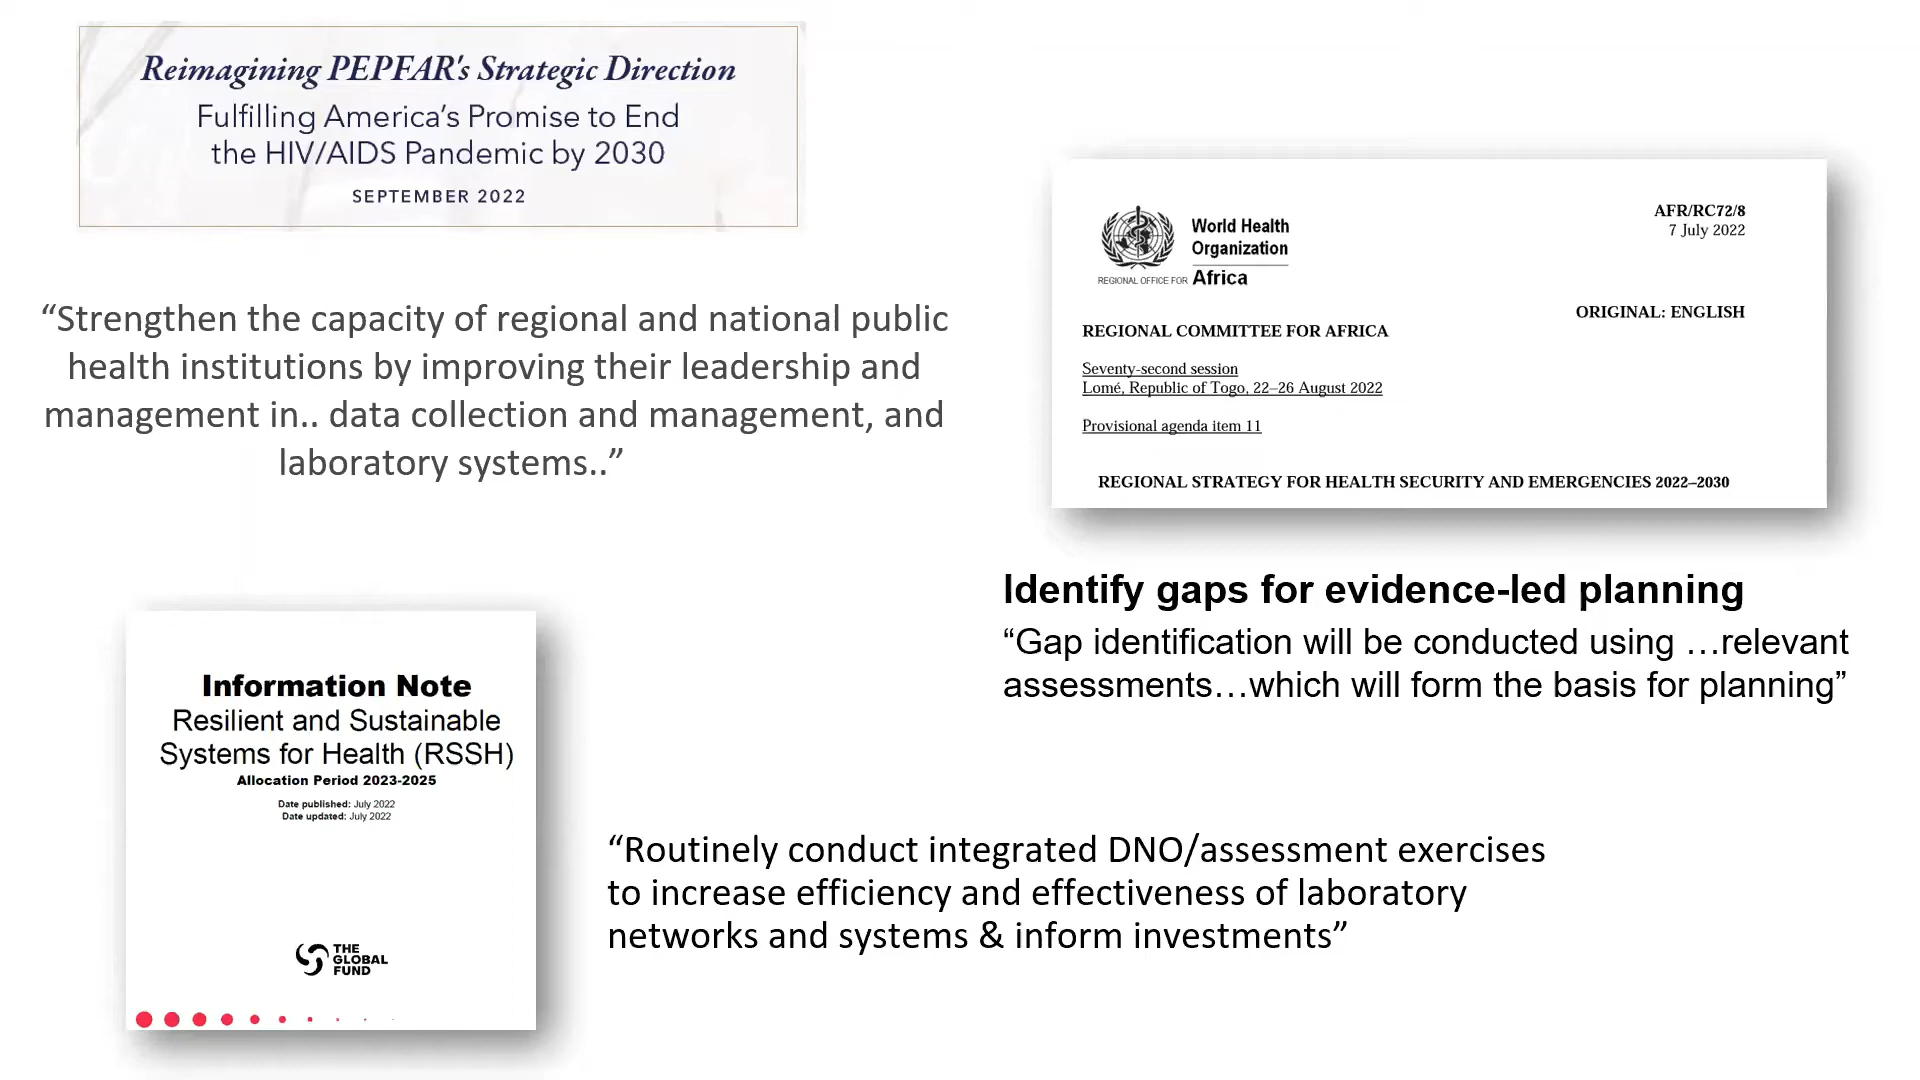 Reimagining PEPFAR's Strategic Direction
Fulfilling America's Promise to End
the HIV/AIDS Pandemic by 2030
SEPTEMBER 2022
“Strengthen the capacity of regional and national public
health institutions by improving their leadership and
management in.. data collection and management, and
laboratory systems..”
World Health
Organization
REGIONAL OFFICE FOR Africa
AFR/RC72/8
7 July 2022
ORIGINAL: ENGLISH
REGIONAL COMMITTEE FOR AFRICA
Seventy-second session
Lomé, Republic of Togo, 22–26 August 2022
Provisional agenda item 11
REGIONAL STRATEGY FOR HEALTH SECURITY AND EMERGENCIES 2022–2030
Identify gaps for evidence-led planning
“Gap identification will be conducted using …relevant
assessments…which will form the basis for planning”
Information Note
Resilient and Sustainable
Systems for Health (RSSH)
Allocation Period 2023-2025
Date published: July 2022
Date updated: July 2022
THE
GLOBAL
FUND
“Routinely conduct integrated DNO/assessment exercises
to increase efficiency and effectiveness of laboratory
networks and systems & inform investments”